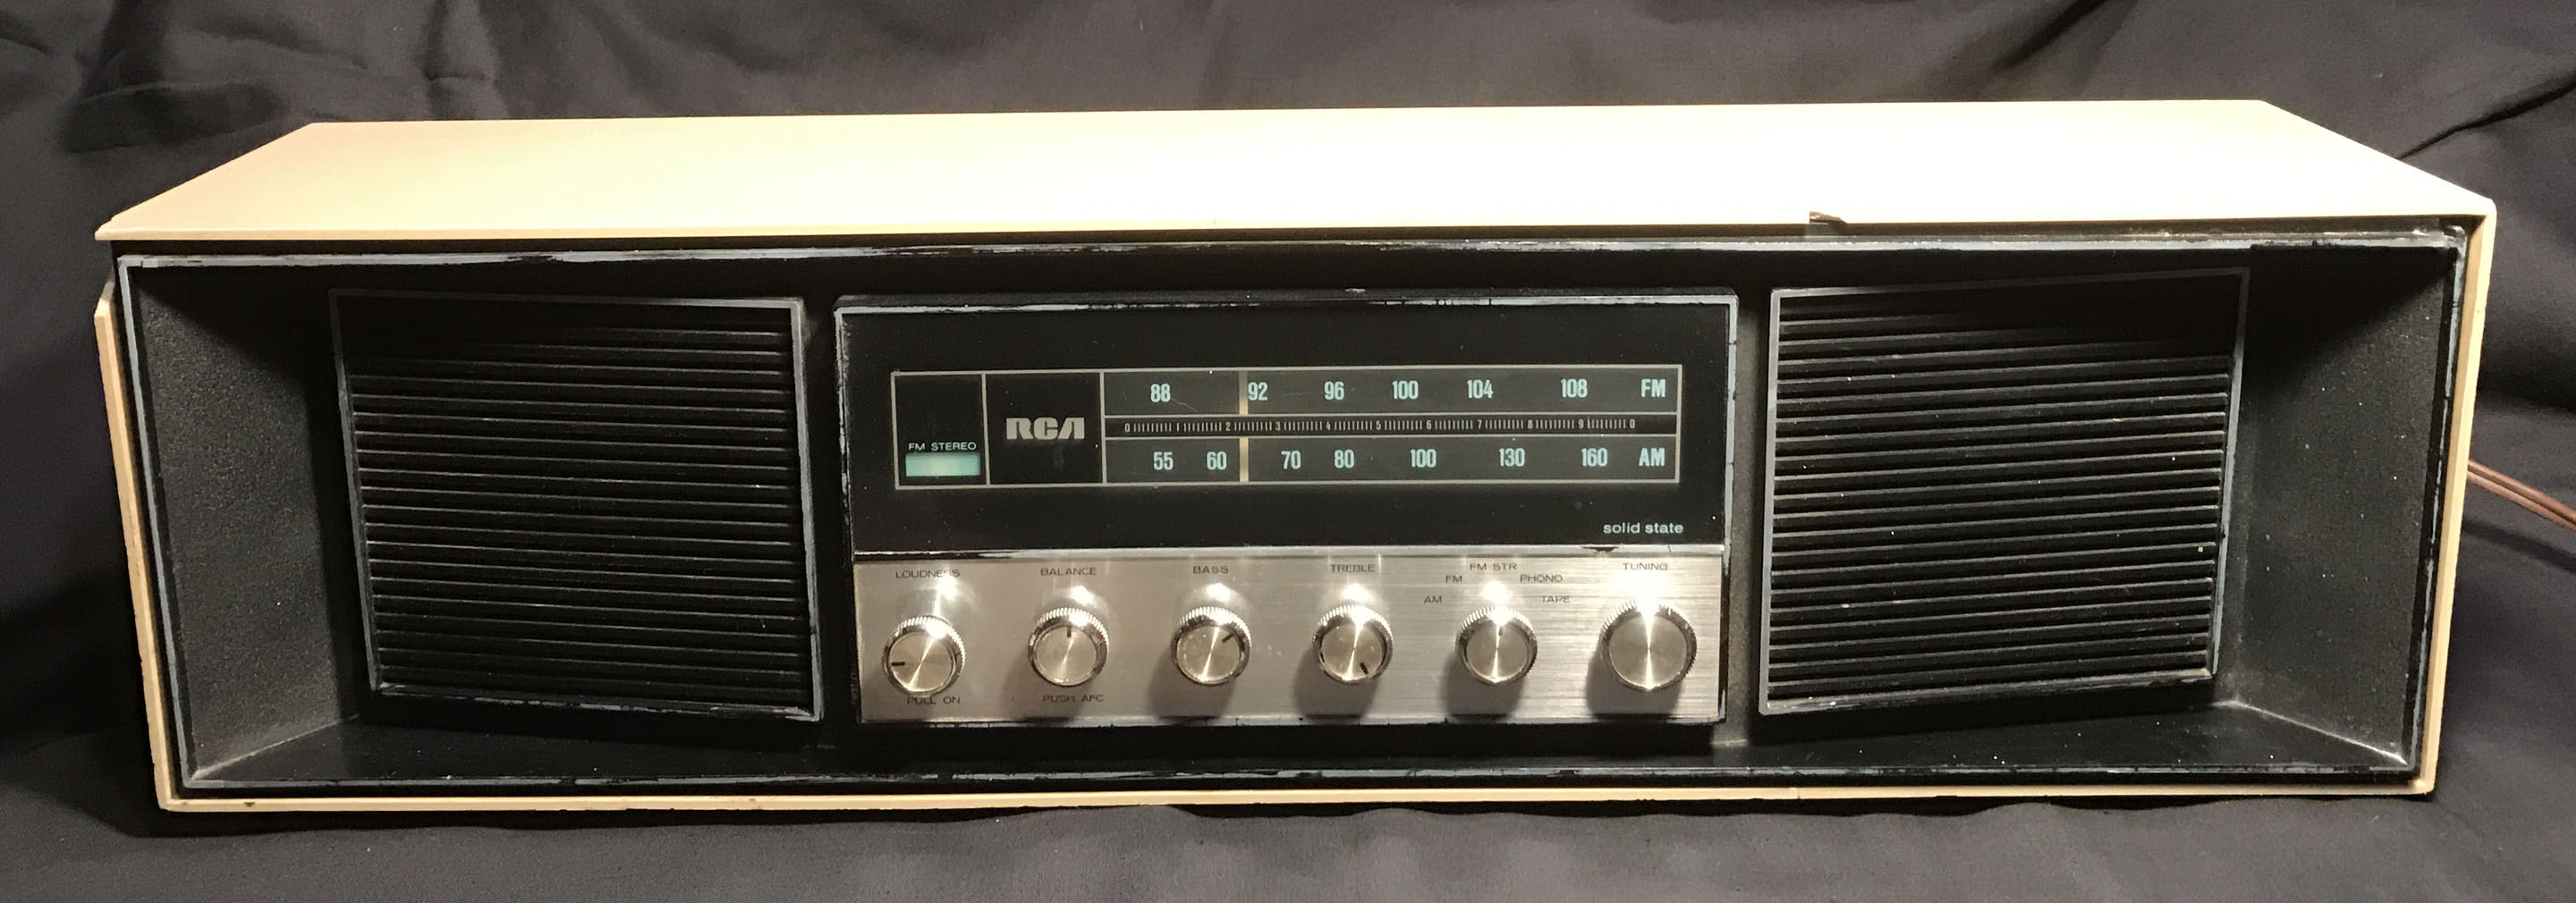 88 92 96 100 104 108 FM
FM STEREO
RCA
0 1 2 3 4 5 6 7 8 9 0
55 60 70 80 100 130 160 AM
solid state
LOUDNESS BALANCE BASS TREBLE FM STR TUNING
FM PHONO
AM TAPE
PULL ON PUSH AFC